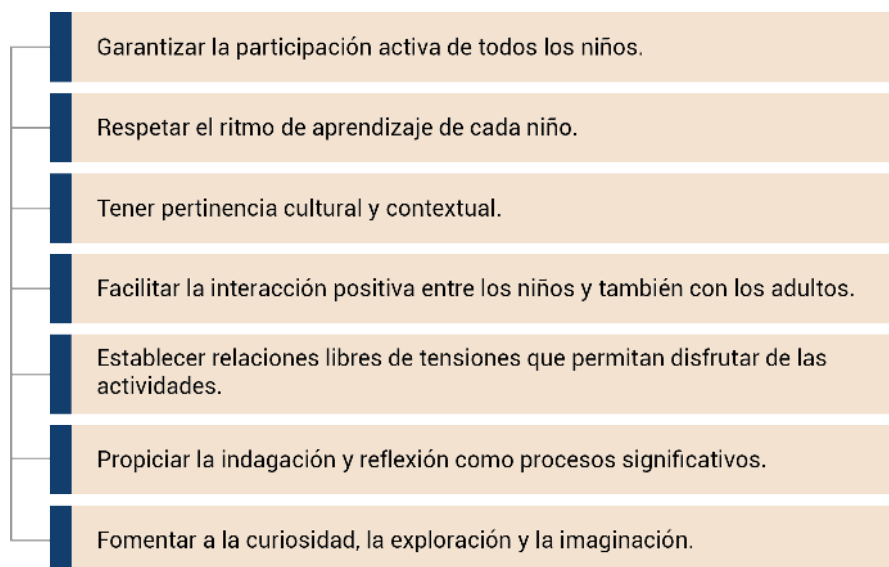 Garantizar la participación activa de todos los niños.
Respetar el ritmo de aprendizaje de cada niño.
Tener pertinencia cultural y contextual.
Facilitar la interacción positiva entre los niños y también con los adultos.
Establecer relaciones libres de tensiones que permitan disfrutar de las
actividades.
Propiciar la indagación y reflexión como procesos significativos.
Fomentar a la curiosidad, la exploración y la imaginación.